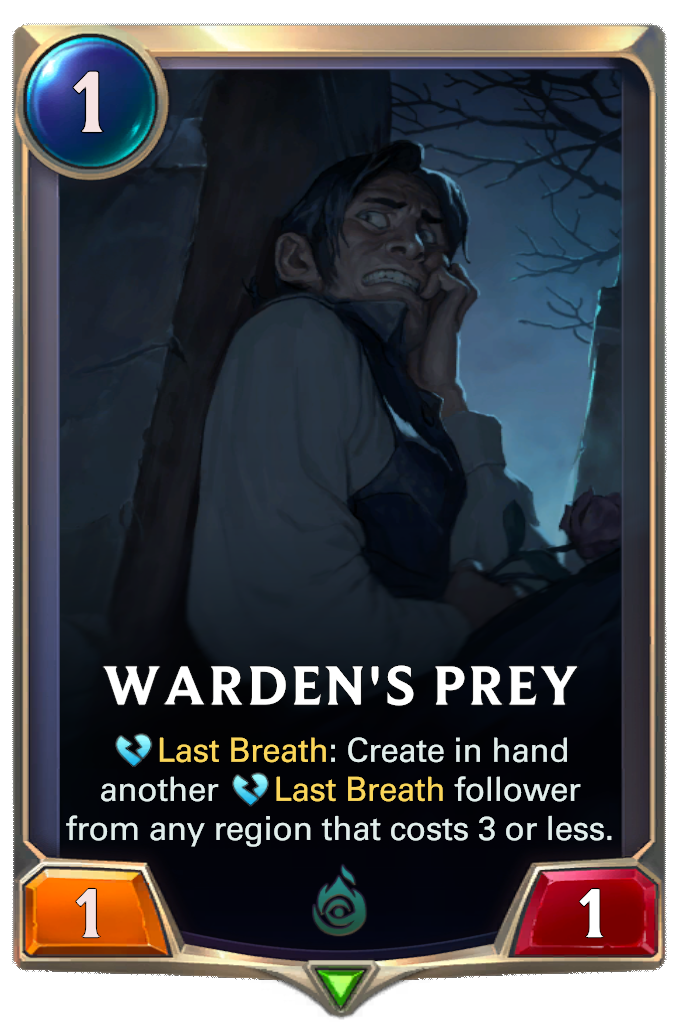 1
WARDEN'S PREY
Last Breath: Create in hand
another Last Breath follower
from any region that costs 3 or less.
1
1